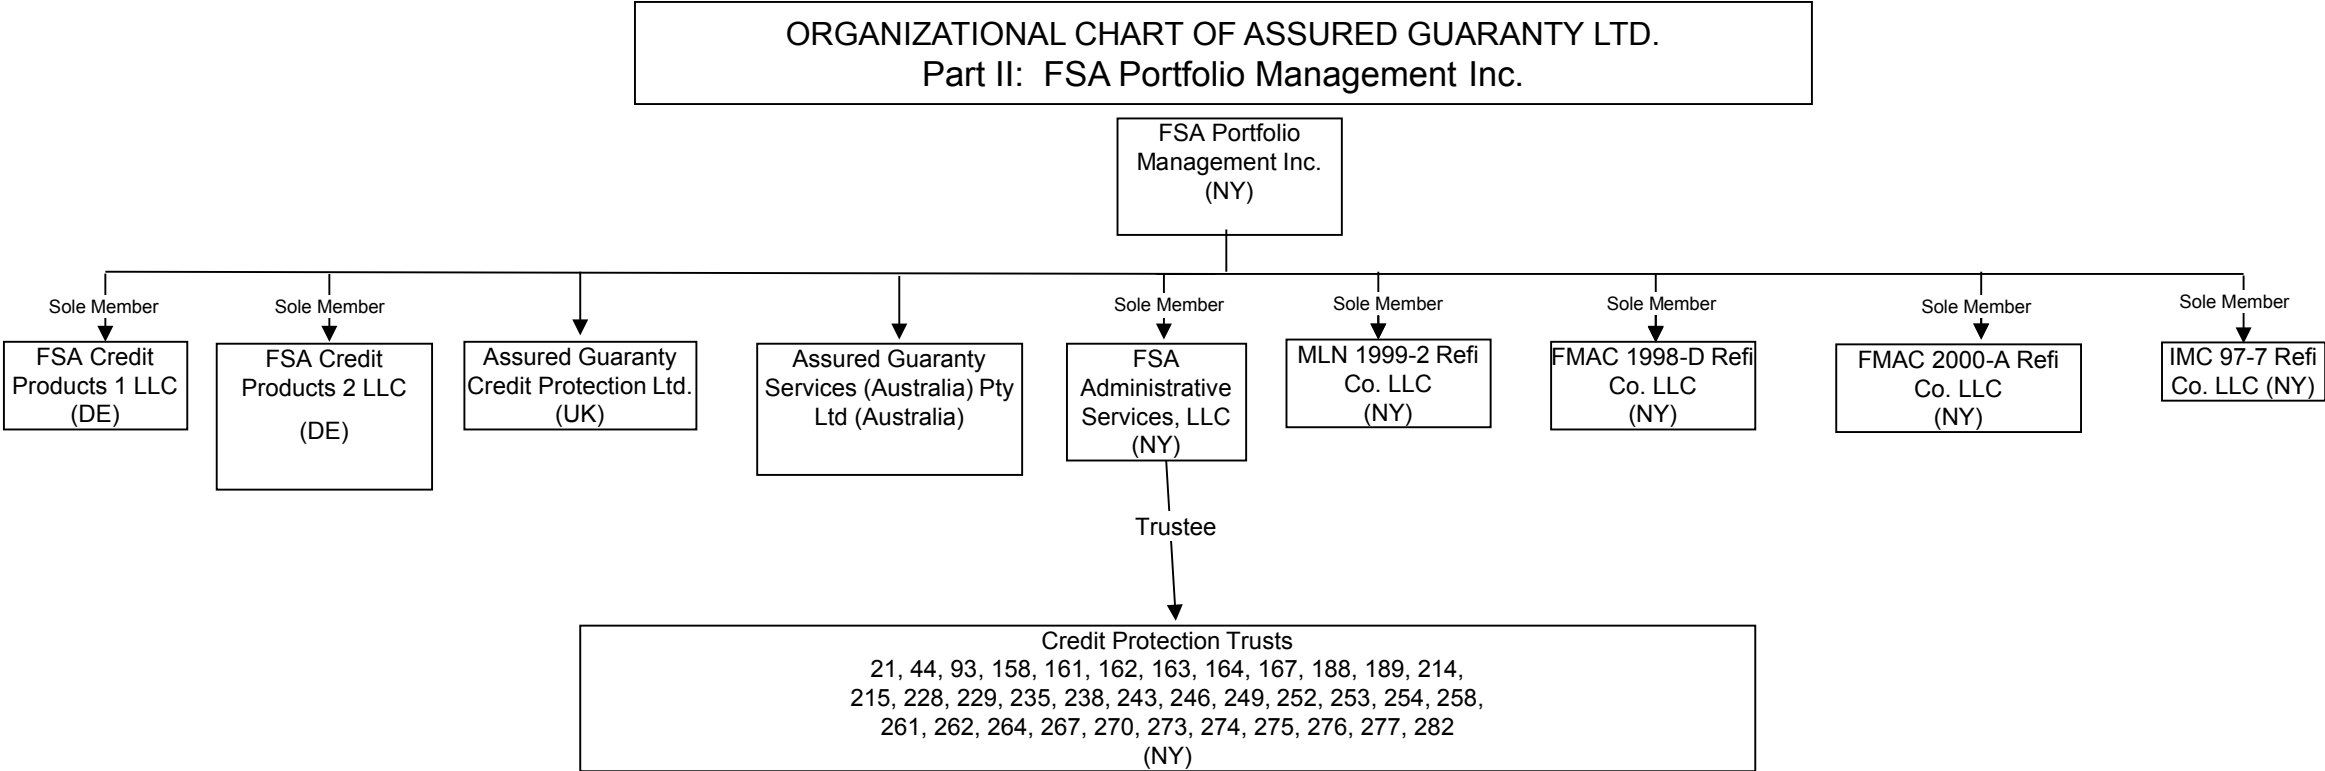 ORGANIZATIONAL CHART OF ASSURED GUARANTY LTD.
Part II:  FSA Portfolio Management Inc.
FSA Portfolio
Management Inc.
(NY)
Sole Member
Sole Member
Sole Member
Sole Member
Sole Member
Sole Member
Sole Member
FSA Credit
Products 1 LLC
(DE)
FSA Credit
Products 2 LLC
(DE)
Assured Guaranty
Credit Protection Ltd.
(UK)
Assured Guaranty
Services (Australia) Pty
Ltd (Australia)
FSA
Administrative
Services, LLC
(NY)
MLN 1999-2 Refi
Co. LLC
(NY)
FMAC 1998-D Refi
Co. LLC
(NY)
FMAC 2000-A Refi
Co. LLC
(NY)
IMC 97-7 Refi
Co. LLC (NY)
Trustee
Credit Protection Trusts
21, 44, 93, 158, 161, 162, 163, 164, 167, 188, 189, 214,
215, 228, 229, 235, 238, 243, 246, 249, 252, 253, 254, 258,
261, 262, 264, 267, 270, 273, 274, 275, 276, 277, 282
(NY)